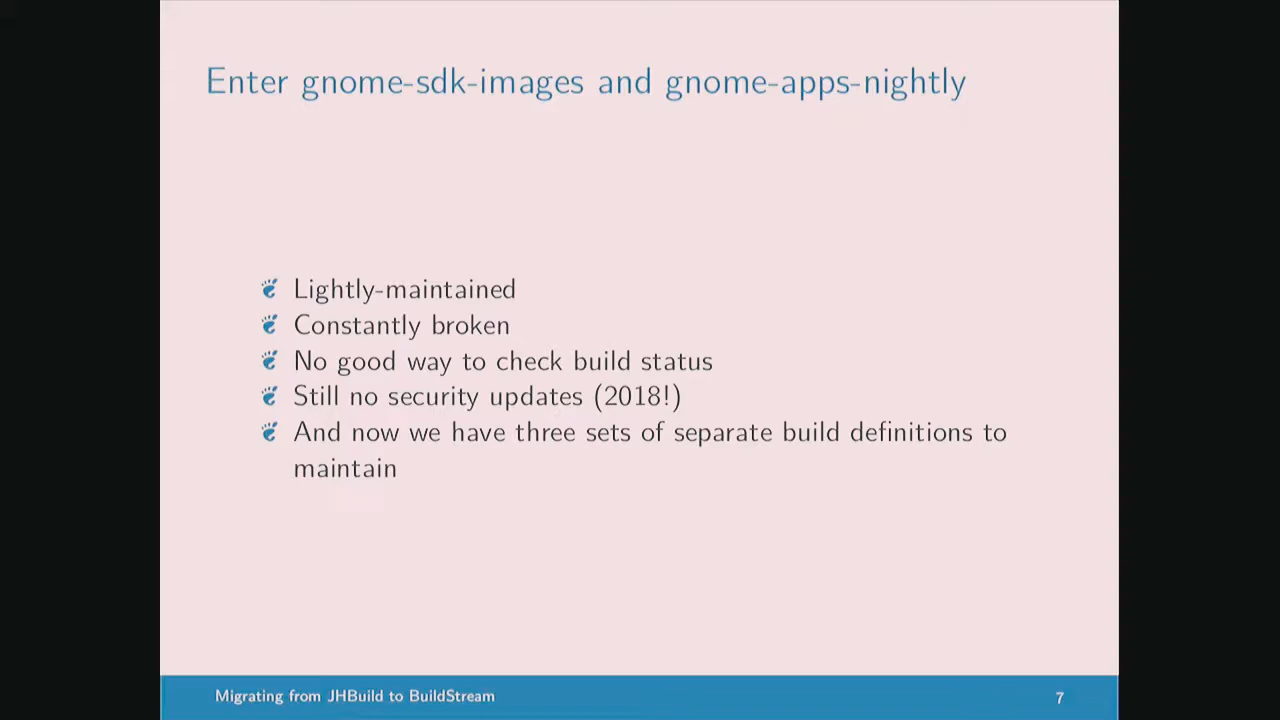 Enter gnome-sdk-images and gnome-apps-nightly
Lightly-maintained
Constantly broken
No good way to check build status
Still no security updates (2018!)
And now we have three sets of separate build definitions to
maintain
Migrating from JHBuild to BuildStream
7